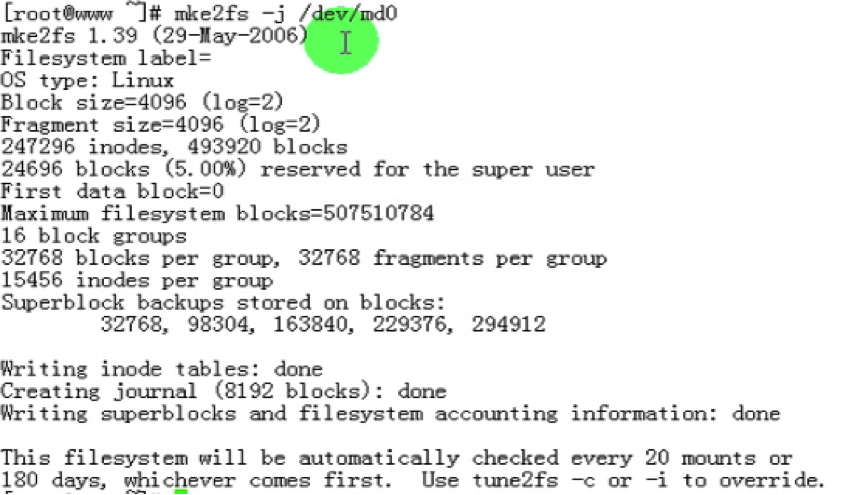 [root@www ~]# mke2fs -j /dev/md0
mke2fs 1.39 (29-May-2006)
Filesystem label=
OS type: Linux
Block size=4096 (log=2)
Fragment size=4096 (log=2)
247296 inodes, 493920 blocks
24696 blocks (5.00%) reserved for the super user
First data block=0
Maximum filesystem blocks=507510784
16 block groups
32768 blocks per group, 32768 fragments per group
15456 inodes per group
Superblock backups stored on blocks:
        32768, 98304, 163840, 229376, 294912

Writing inode tables: done
Creating journal (8192 blocks): done
Writing superblocks and filesystem accounting information: done

This filesystem will be automatically checked every 20 mounts or
180 days, whichever comes first.  Use tune2fs -c or -i to override.